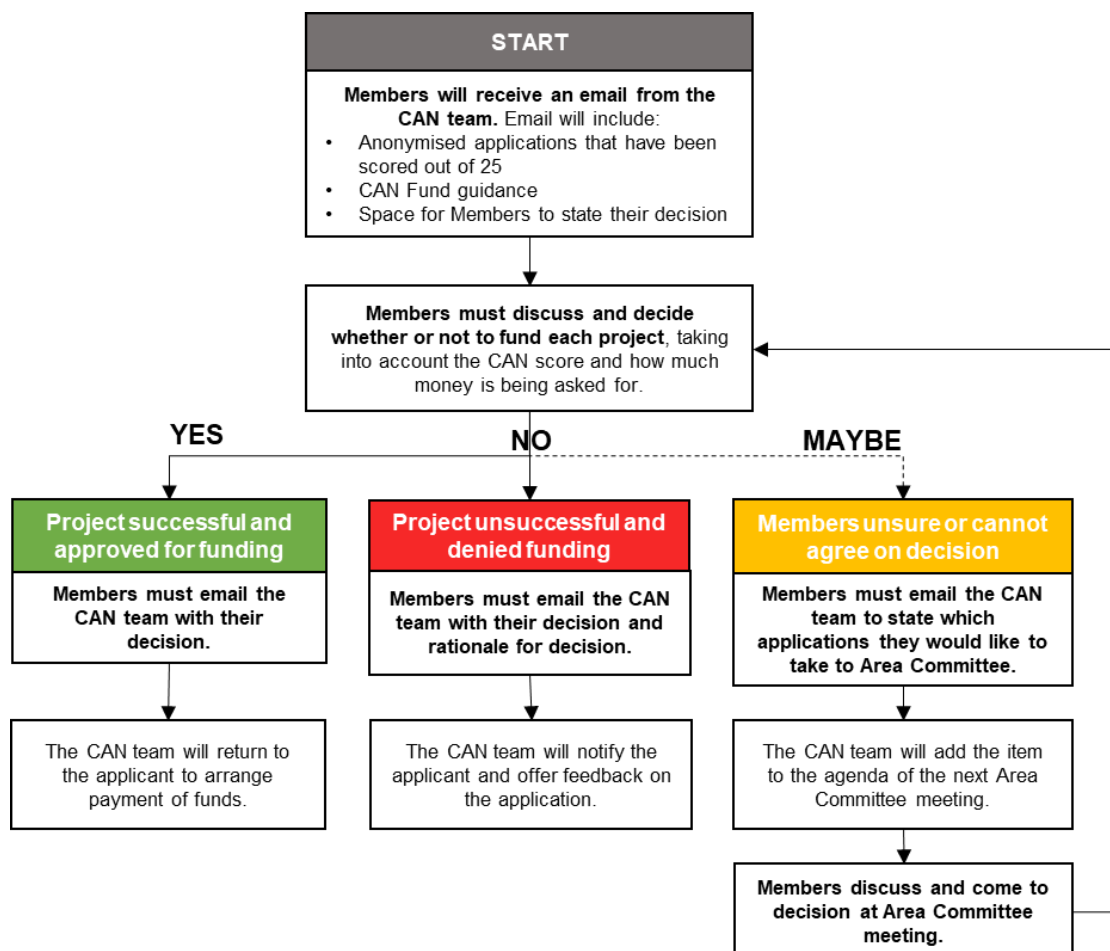 START
Members will receive an email from the
CAN team. Email will include:
• Anonymised applications that have been
scored out of 25
• CAN Fund guidance
• Space for Members to state their decision
Members must discuss and decide
whether or not to fund each project, taking
into account the CAN score and how much
money is being asked for.
YES
NO
MAYBE
Project successful and
approved for funding
Members must email the
CAN team with their
decision.
The CAN team will return to
the applicant to arrange
payment of funds.
Project unsuccessful and
denied funding
Members must email the CAN
team with their decision and
rationale for decision.
The CAN team will notify the
applicant and offer feedback on
the application.
Members unsure or cannot
agree on decision
Members must email the CAN
team to state which
applications they would like to
take to Area Committee.
The CAN team will add the item
to the agenda of the next Area
Committee meeting.
Members discuss and come to
decision at Area Committee
meeting.